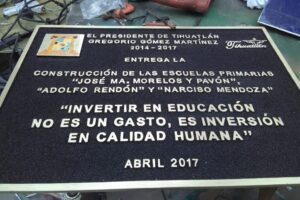 EL PRESIDENTE DE TIHUATLÁN
GREGORIO GÓMEZ MARTÍNEZ
2014 - 2017
Tihuatlán
ENTREGA LA
CONSTRUCCIÓN DE LAS ESCUELAS PRIMARIAS
"JOSÉ MA. MORELOS Y PAVÓN",
"ADOLFO RENDÓN" Y "NARCISO MENDOZA"
"INVERTIR EN EDUCACIÓN
NO ES UN GASTO, ES INVERSIÓN
EN CALIDAD HUMANA"
ABRIL 2017